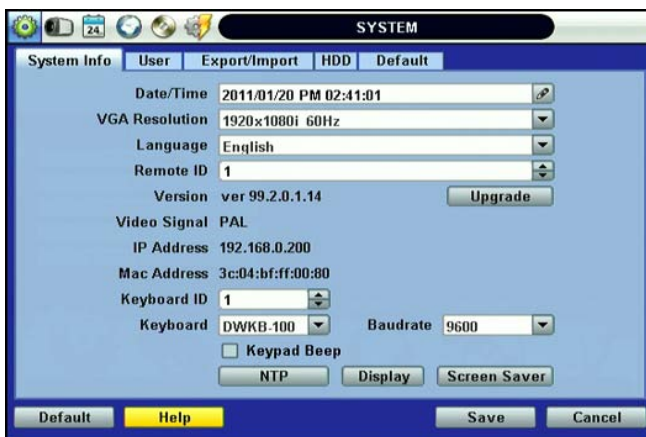 24 SYSTEM
System Info User Export/Import HDD Default
Date/Time 2011/01/20 PM 02:41:01
VGA Resolution 1920x1080i 60Hz
Language English
Remote ID 1
Version ver 99.2.0.1.14 Upgrade
Video Signal PAL
IP Address 192.168.0.200
Mac Address 3c:04:bf:ff:00:80
Keyboard ID 1
Keyboard DWKB-100 Baudrate 9600
Keypad Beep
NTP Display Screen Saver
Default Help Save Cancel